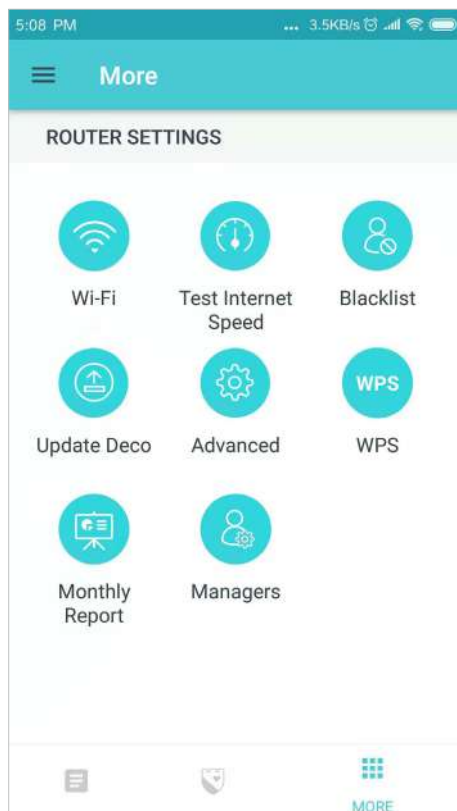 5:08 PM ... 3.5KB/s
More
ROUTER SETTINGS
Wi-Fi
Test Internet
Speed
Blacklist
Update Deco
Advanced
WPS
WPS
Monthly
Report
Managers
MORE